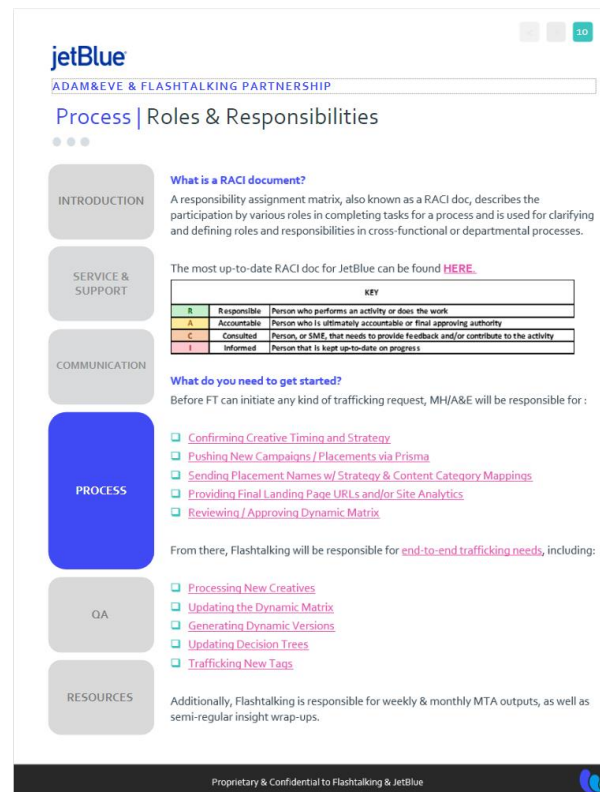 10
jetBlue
ADAM&EVE & FLASHTALKING PARTNERSHIP
Process | Roles & Responsibilities
INTRODUCTION
SERVICE &
SUPPORT
COMMUNICATION
PROCESS
QA
RESOURCES
What is a RACI document?
A responsibility assignment matrix, also known as a RACI doc, describes the
participation by various roles in completing tasks for a process and is used for clarifying
and defining roles and responsibilities in cross-functional or departmental processes.
The most up-to-date RACI doc for JetBlue can be found HERE.
KEY
R Responsible Person who performs an activity or does the work
A Accountable Person who is ultimately accountable or final approving authority
C Consulted Person, or SME, that needs to provide feedback and/or contribute to the activity
I Informed Person that is kept up-to-date on progress
What do you need to get started?
Before FT can initiate any kind of trafficking request, MH/A&E will be responsible for :
Confirming Creative Timing and Strategy
Pushing New Campaigns / Placements via Prisma
Sending Placement Names w/ Strategy & Content Category Mappings
Providing Final Landing Page URLs and/or Site Analytics
Reviewing / Approving Dynamic Matrix
From there, Flashtalking will be responsible for end-to-end trafficking needs, including:
Processing New Creatives
Updating the Dynamic Matrix
Generating Dynamic Versions
Updating Decision Trees
Trafficking New Tags
Additionally, Flashtalking is responsible for weekly & monthly MTA outputs, as well as
semi-regular insight wrap-ups.
Proprietary & Confidential to Flashtalking & JetBlue